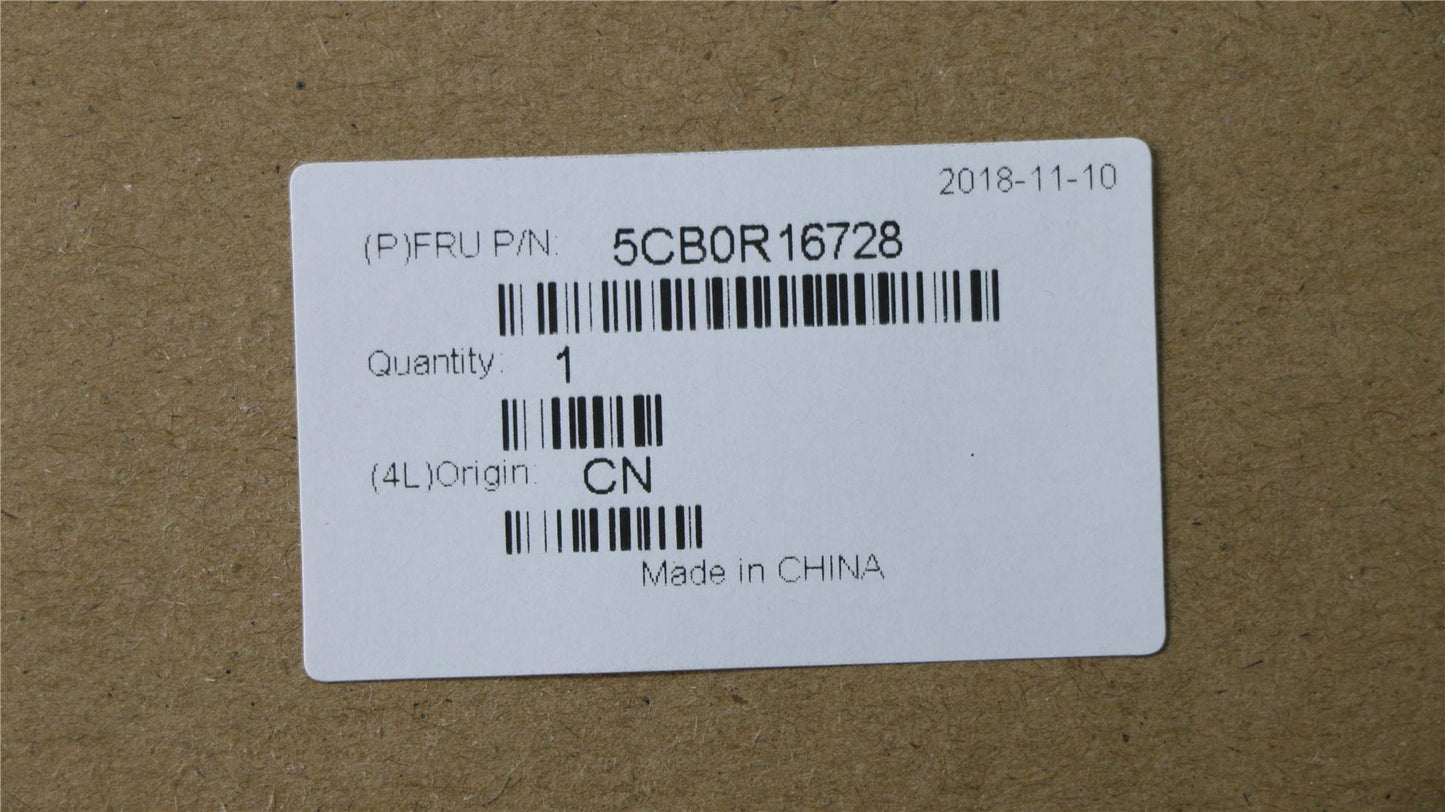 2018-11-10
(P)FRU P/N: 5CB0R16728
Quantity: 1
(4L)Origin: CN
Made in CHINA